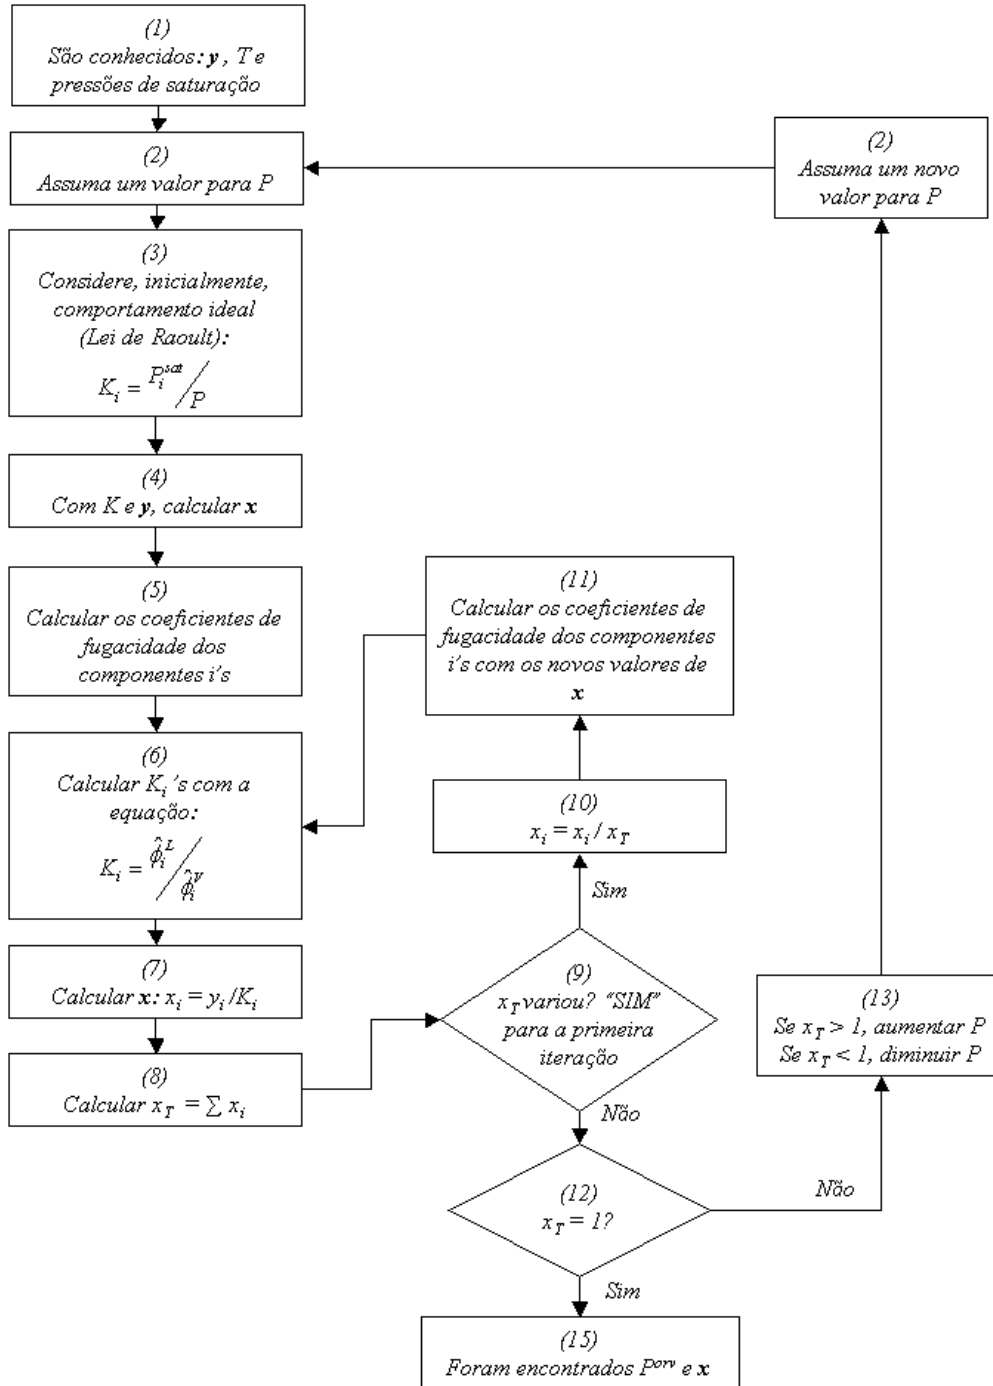 (1)
São conhecidos: y, T e
pressões de saturação
(2)
Assuma um valor para P
(3)
Considere, inicialmente,
comportamento ideal
(Lei de Raoult):
K_i = P_i^sat / P
(4)
Com K e y, calcular x
(5)
Calcular os coeficientes de
fugacidade dos
componentes i's
(6)
Calcular K_i's com a
equação:
K_i = ϕ̂_i^L / ϕ̂_i^V
(7)
Calcular x: x_i = y_i/K_i
(8)
Calcular x_T = ∑ x_i
(9)
x_T variou? “SIM”
para a primeira
iteração
Sim
(10)
x_i = x_i / x_T
(11)
Calcular os coeficientes de
fugacidade dos componentes
i's com os novos valores de
x
Não
(12)
x_T = 1?
Não
(13)
Se x_T > 1, aumentar P
Se x_T < 1, diminuir P
(2)
Assuma um novo
valor para P
Sim
(15)
Foram encontrados P^orv e x